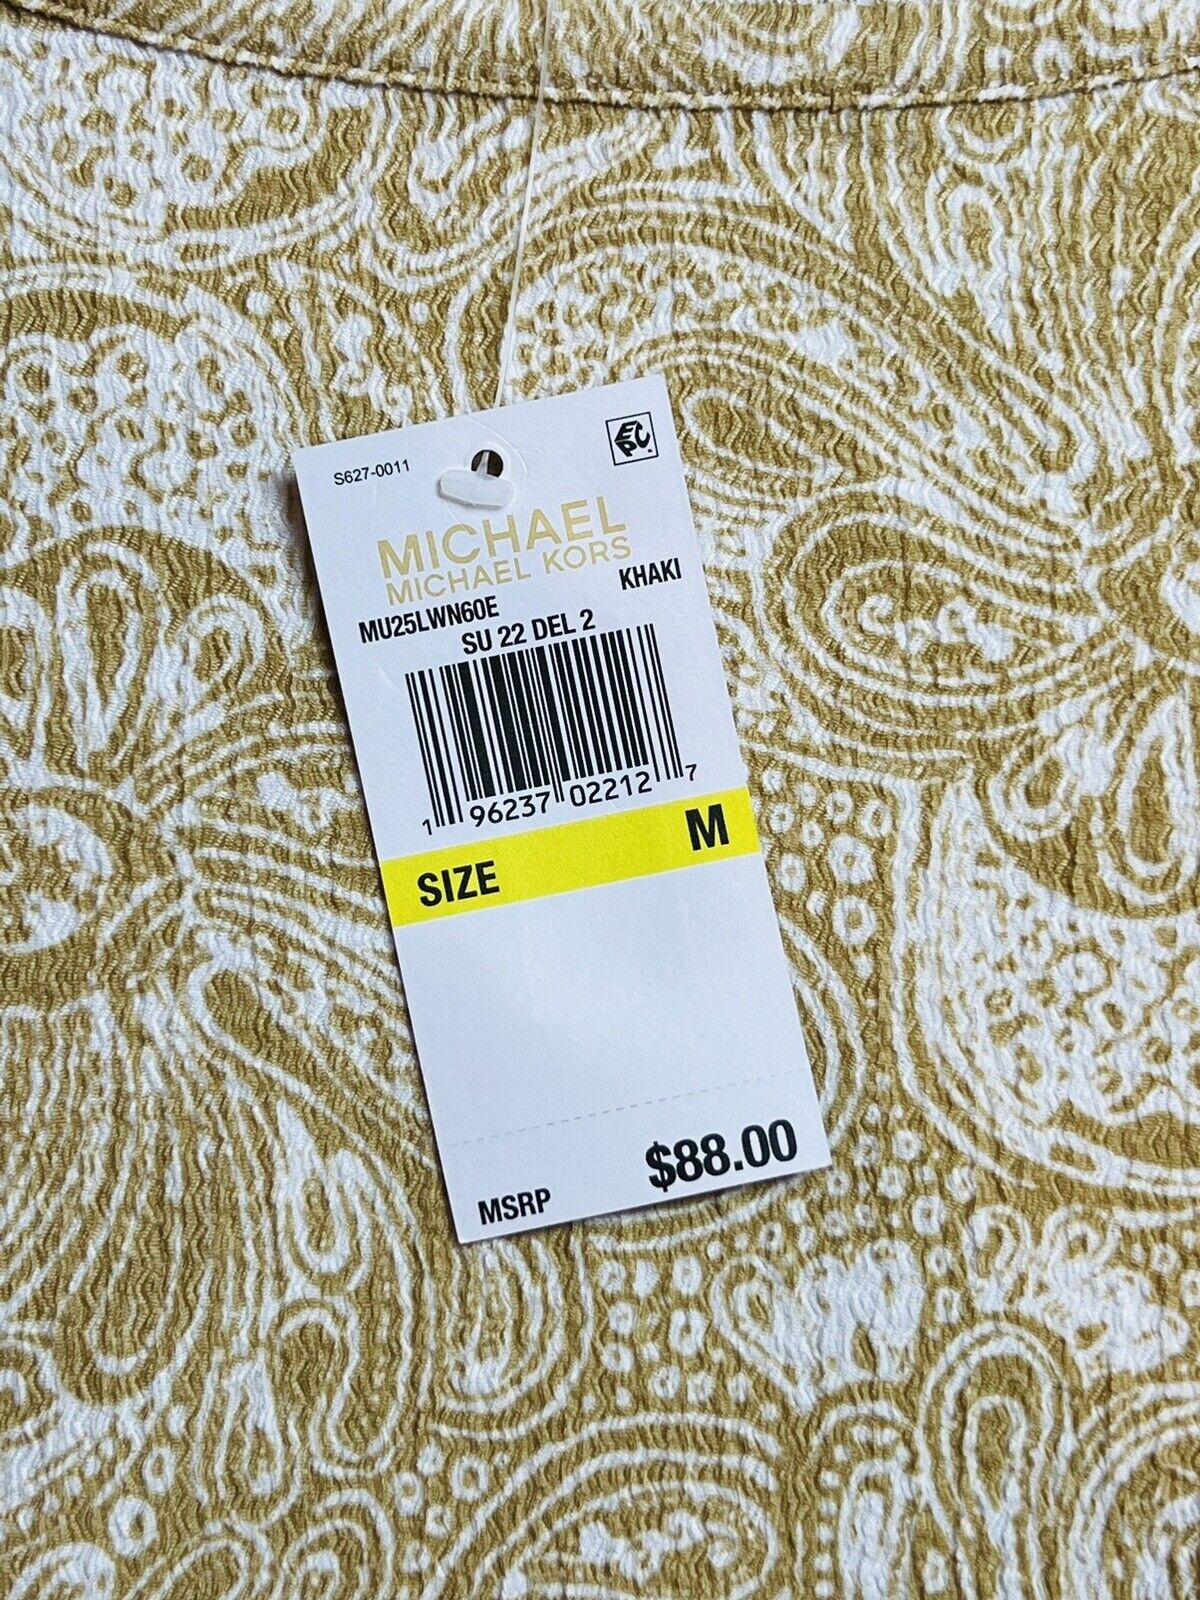 S627-0011
EPC
MICHAEL
MICHAEL KORS
KHAKI
MU25LWN60E
SU 22 DEL 2
1 96237 02212 7
SIZE M
$88.00
MSRP